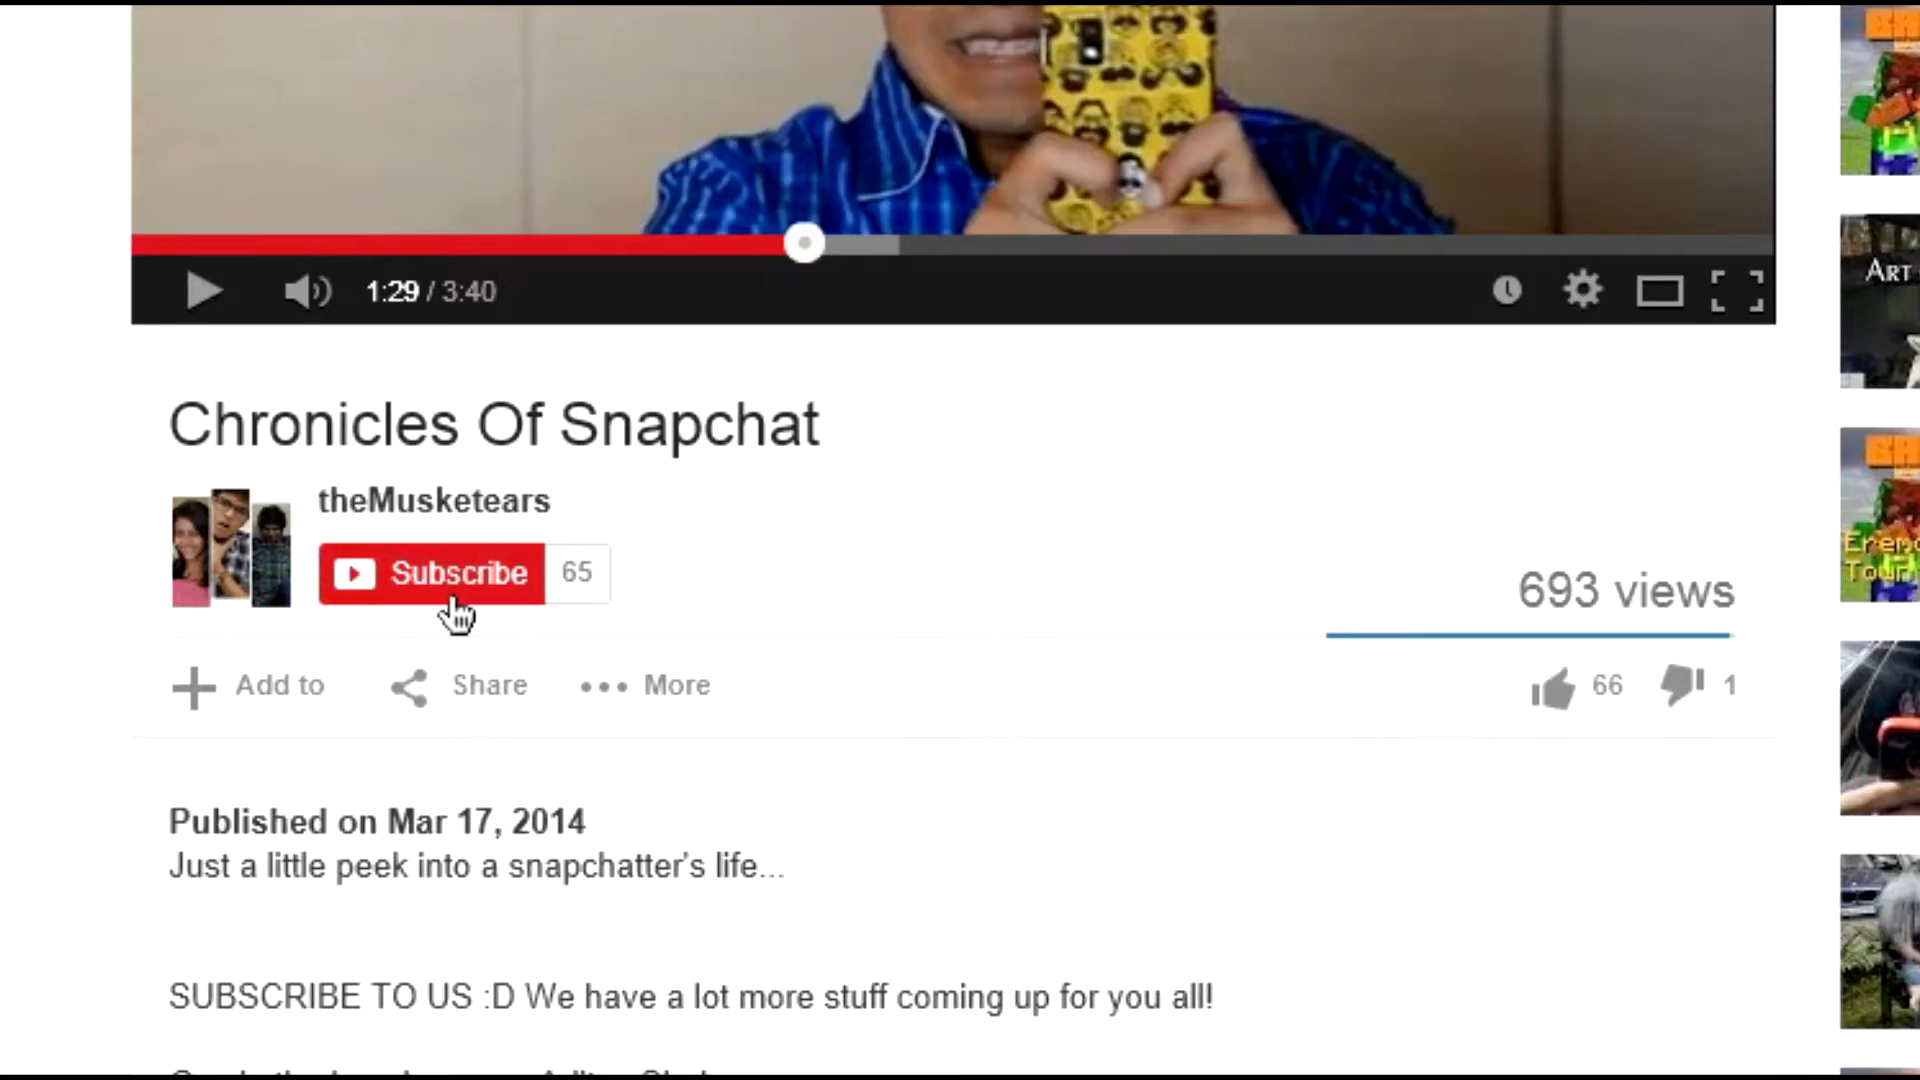 1:29 / 3:40
Chronicles Of Snapchat
theMusketears
Subscribe 65
693 views
Add to Share More 66 1
Published on Mar 17, 2014
Just a little peek into a snapchatter's life...
SUBSCRIBE TO US :D We have a lot more stuff coming up for you all!
ART